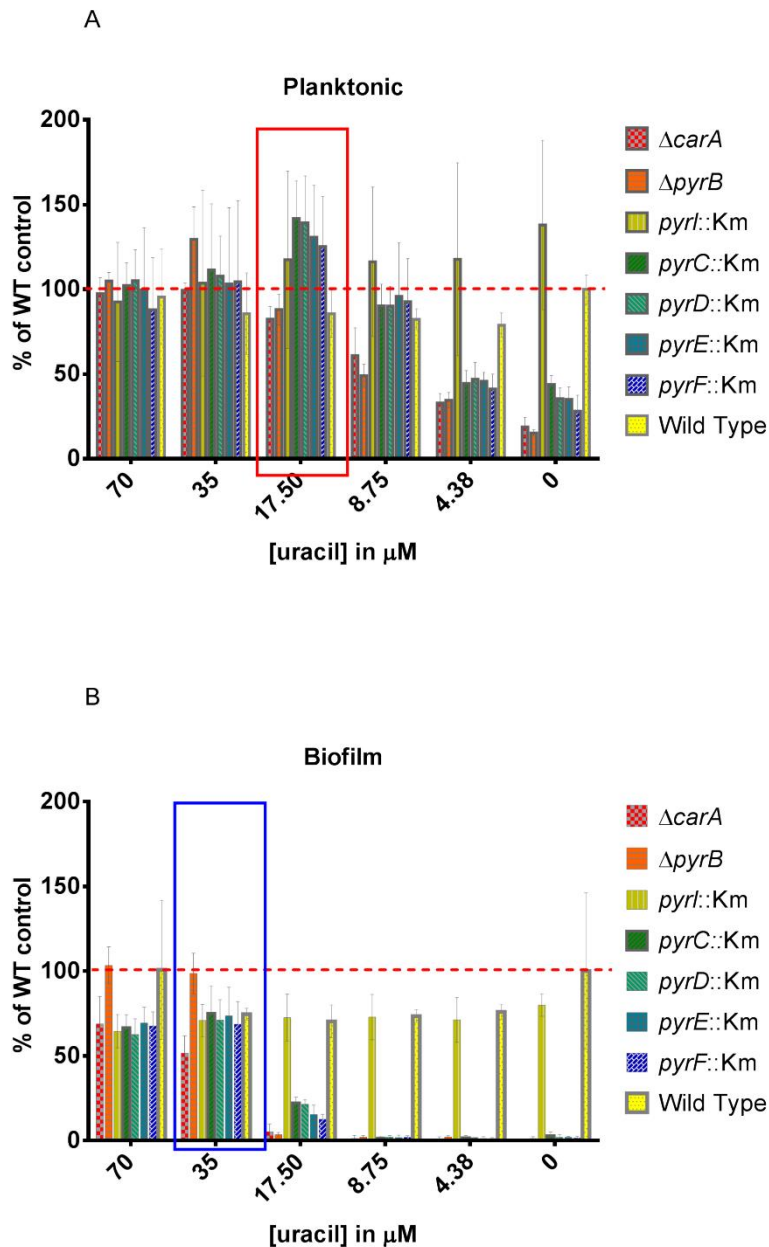 A
Planktonic
% of WT control
200
150
100
50
0
70
35
17.50
8.75
4.38
0
[uracil] in μM
ΔcarA
ΔpyrB
pyrI::Km
pyrC::Km
pyrD::Km
pyrE::Km
pyrF::Km
Wild Type
B
Biofilm
% of WT control
200
150
100
50
0
70
35
17.50
8.75
4.38
0
[uracil] in μM
ΔcarA
ΔpyrB
pyrI::Km
pyrC::Km
pyrD::Km
pyrE::Km
pyrF::Km
Wild Type